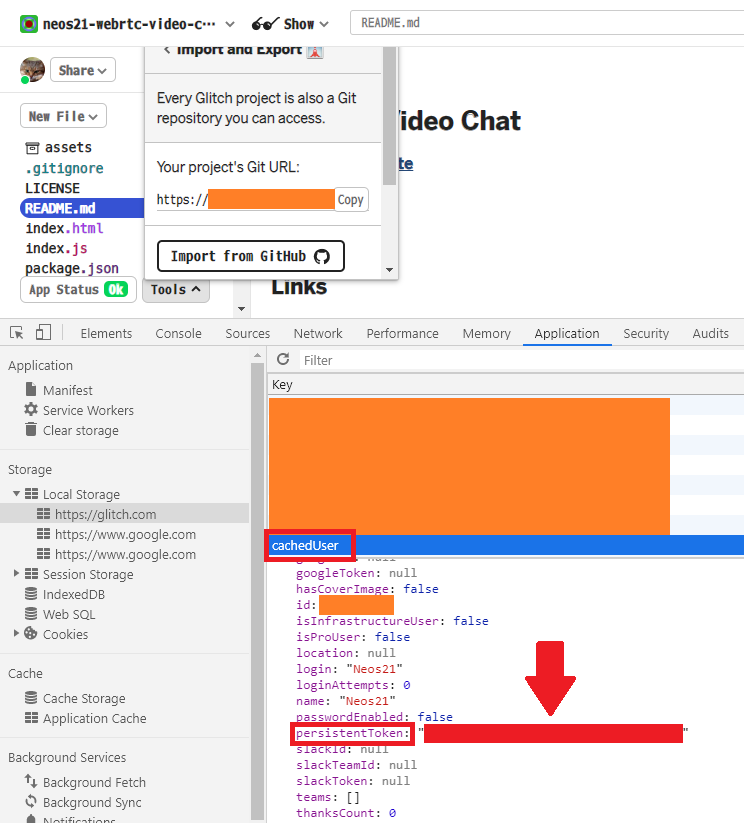 neos21-webrtc-video-c… Show README.md
Share
New File
assets
.gitignore
LICENSE
README.md
index.html
index.js
package.json
App Status Ok Tools
Import and Export
Every Glitch project is also a Git
repository you can access.
Your project's Git URL:
https:// Copy
Import from GitHub
ideo Chat
te
Links
Elements Console Sources Network Performance Memory Application Security Audits
Application
Manifest
Service Workers
Clear storage
Storage
Local Storage
https://glitch.com
https://www.google.com
https://www.google.com
Session Storage
IndexedDB
Web SQL
Cookies
Cache
Cache Storage
Application Cache
Background Services
Background Fetch
Background Sync
Notifications
Filter
Key
cachedUser
googleToken: null
hasCoverImage: false
id:
isInfrastructureUser: false
isProUser: false
location: null
login: "Neos21"
loginAttempts: 0
name: "Neos21"
passwordEnabled: false
persistentToken: " "
slackId: null
slackTeamId: null
slackToken: null
teams: []
thanksCount: 0